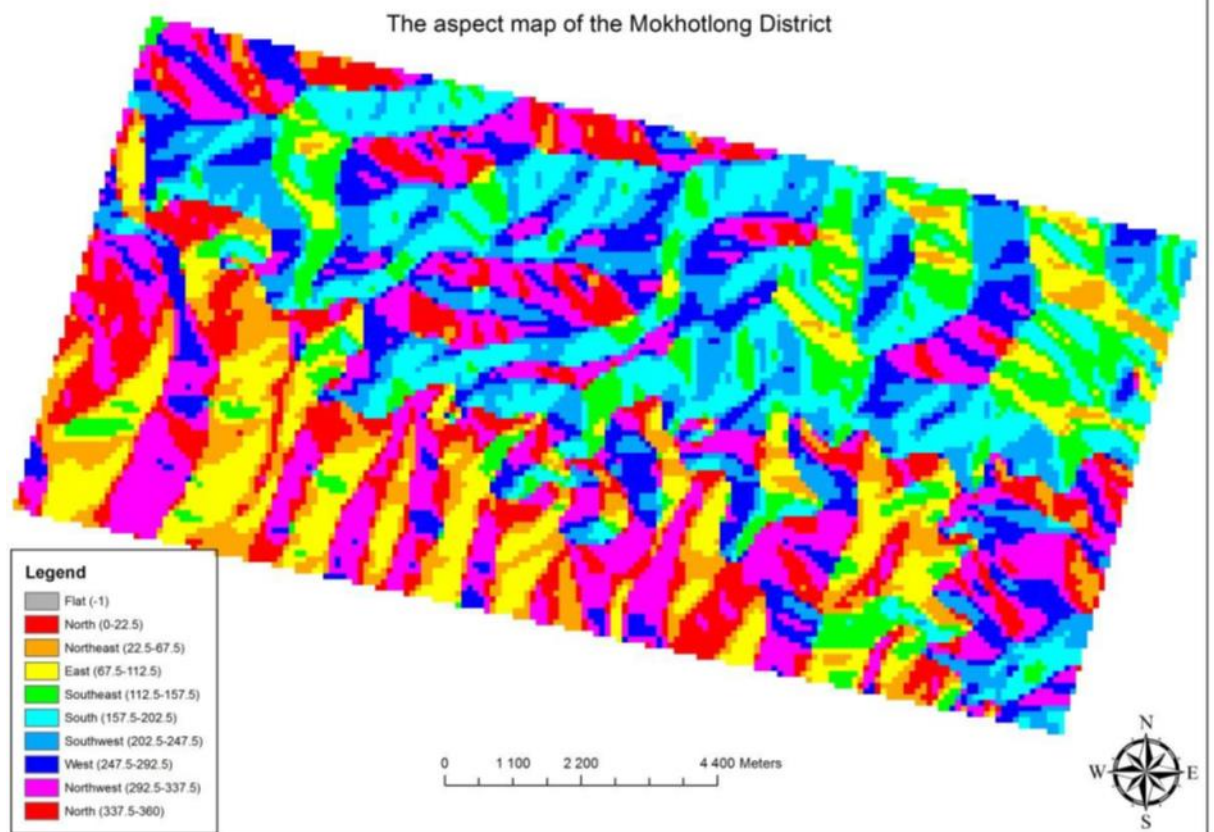 The aspect map of the Mokhotlong District
Legend
Flat (-1)
North (0-22.5)
Northeast (22.5-67.5)
East (67.5-112.5)
Southeast (112.5-157.5)
South (157.5-202.5)
Southwest (202.5-247.5)
West (247.5-292.5)
Northwest (292.5-337.5)
North (337.5-360)
0 1 100 2 200 4 400 Meters
N
W E
S